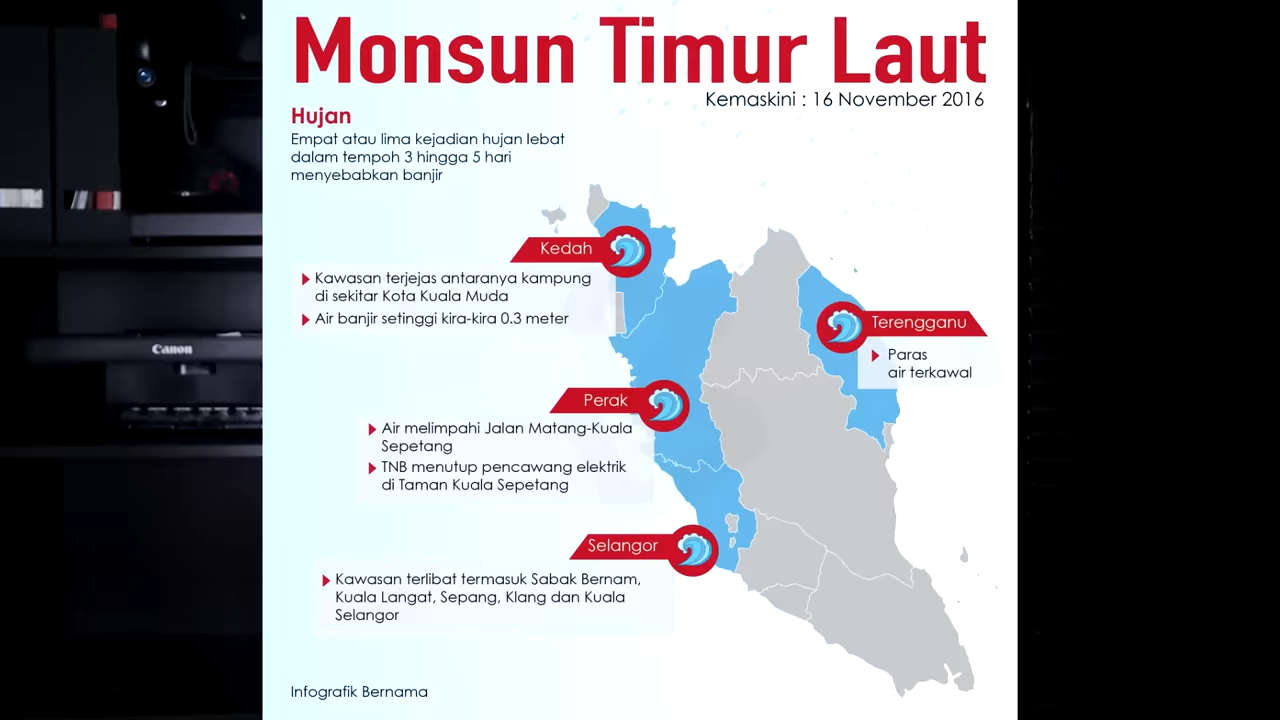 Monsun Timur Laut
Kemaskini : 16 November 2016
Hujan
Empat atau lima kejadian hujan lebat
dalam tempoh 3 hingga 5 hari
menyebabkan banjir
Kedah
Kawasan terjejas antaranya kampung
di sekitar Kota Kuala Muda
Air banjir setinggi kira-kira 0.3 meter
Terengganu
Paras
air terkawal
Canon
Perak
Air melimpahi Jalan Matang-Kuala
Sepetang
TNB menutup pencawang elektrik
di Taman Kuala Sepetang
Selangor
Kawasan terlibat termasuk Sabak Bernam,
Kuala Langat, Sepang, Klang dan Kuala
Selangor
Infografik Bernama